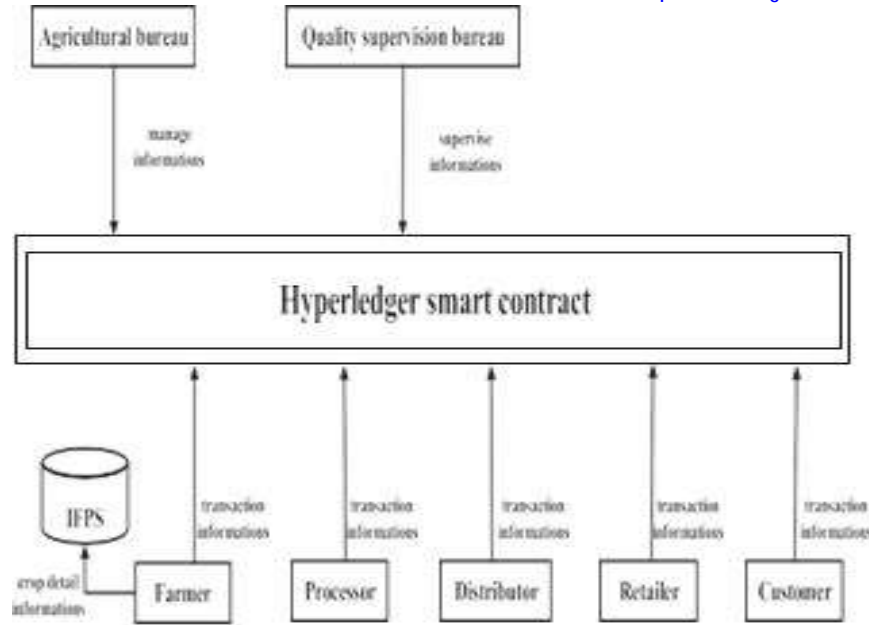 Agricultural bureau
Quality supervision bureau
manage
informations
supervise
informations
Hyperledger smart contract
IFPS
transaction
informations
transaction
informations
transaction
informations
transaction
informations
transaction
informations
crop detail
informations
Farmer
Processor
Distributor
Retailer
Customer